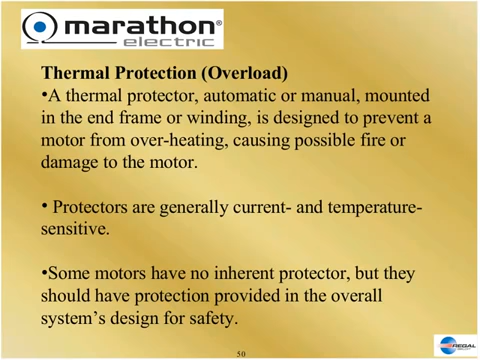 marathon®
electric
Thermal Protection (Overload)
•A thermal protector, automatic or manual, mounted
in the end frame or winding, is designed to prevent a
motor from over-heating, causing possible fire or
damage to the motor.
• Protectors are generally current- and temperature-
sensitive.
•Some motors have no inherent protector, but they
should have protection provided in the overall
system’s design for safety.
50
REGAL